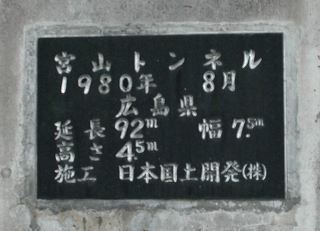 宮山トンネル
1980年 8月
広島県
延長 92m 幅 7.5m
高さ 4.5m
施工 日本国土開発(株)